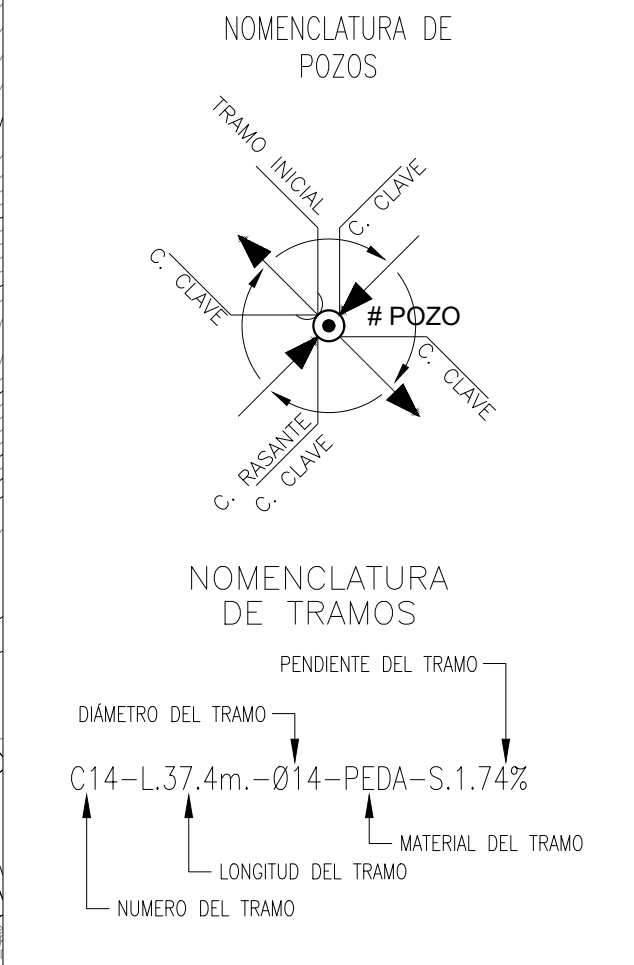 NOMENCLATURA DE
POZOS
TRAMO INICIAL
C. CLAVE
C. CLAVE
# POZO
C. CLAVE
C. RASANTE
C. CLAVE
NOMENCLATURA
DE TRAMOS
PENDIENTE DEL TRAMO
DIÁMETRO DEL TRAMO
C14-L.37.4m.-Ø14-PEDA-S.1.74%
MATERIAL DEL TRAMO
LONGITUD DEL TRAMO
NUMERO DEL TRAMO